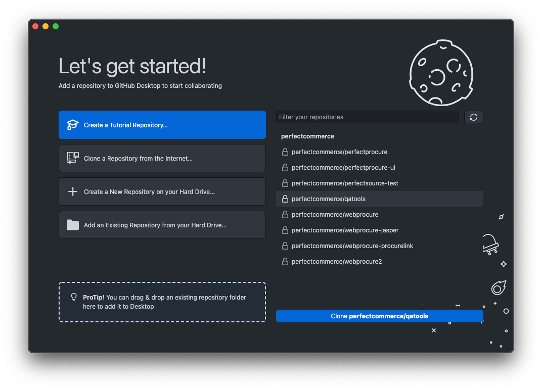 Let's get started!
Add a repository to GitHub Desktop to start collaborating
Create a Tutorial Repository...
Clone a Repository from the Internet...
Create a New Repository on your Hard Drive...
Add an Existing Repository from your Hard Drive...
ProTip! You can drag & drop an existing repository folder
here to add it to Desktop
Filter your repositories
perfectcommerce
perfectcommerce/perfectprocure
perfectcommerce/perfectprocure-ui
perfectcommerce/perfectsource-test
perfectcommerce/qatools
perfectcommerce/webprocure
perfectcommerce/webprocure-jasper
perfectcommerce/webprocure-procurelink
perfectcommerce/webprocure2
Clone perfectcommerce/qatools